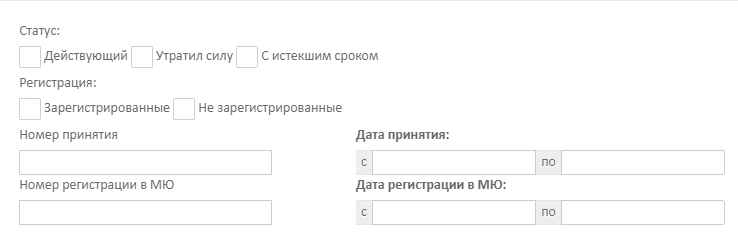 Статус:
Действующий Утратил силу С истекшим сроком
Регистрация:
Зарегистрированные Не зарегистрированные
Номер принятия Дата принятия:
с по
Номер регистрации в МЮ Дата регистрации в МЮ:
с по